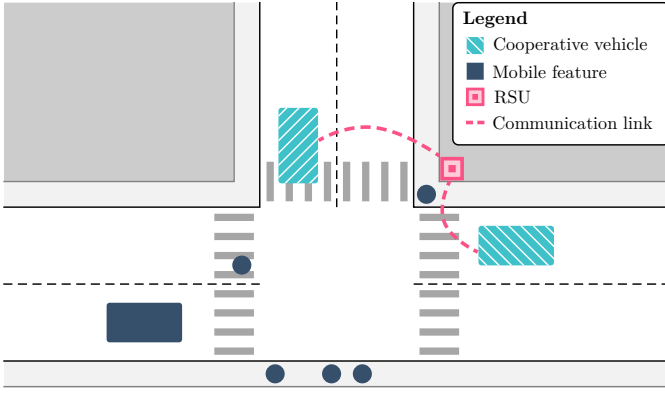 Legend
Cooperative vehicle
Mobile feature
RSU
Communication link